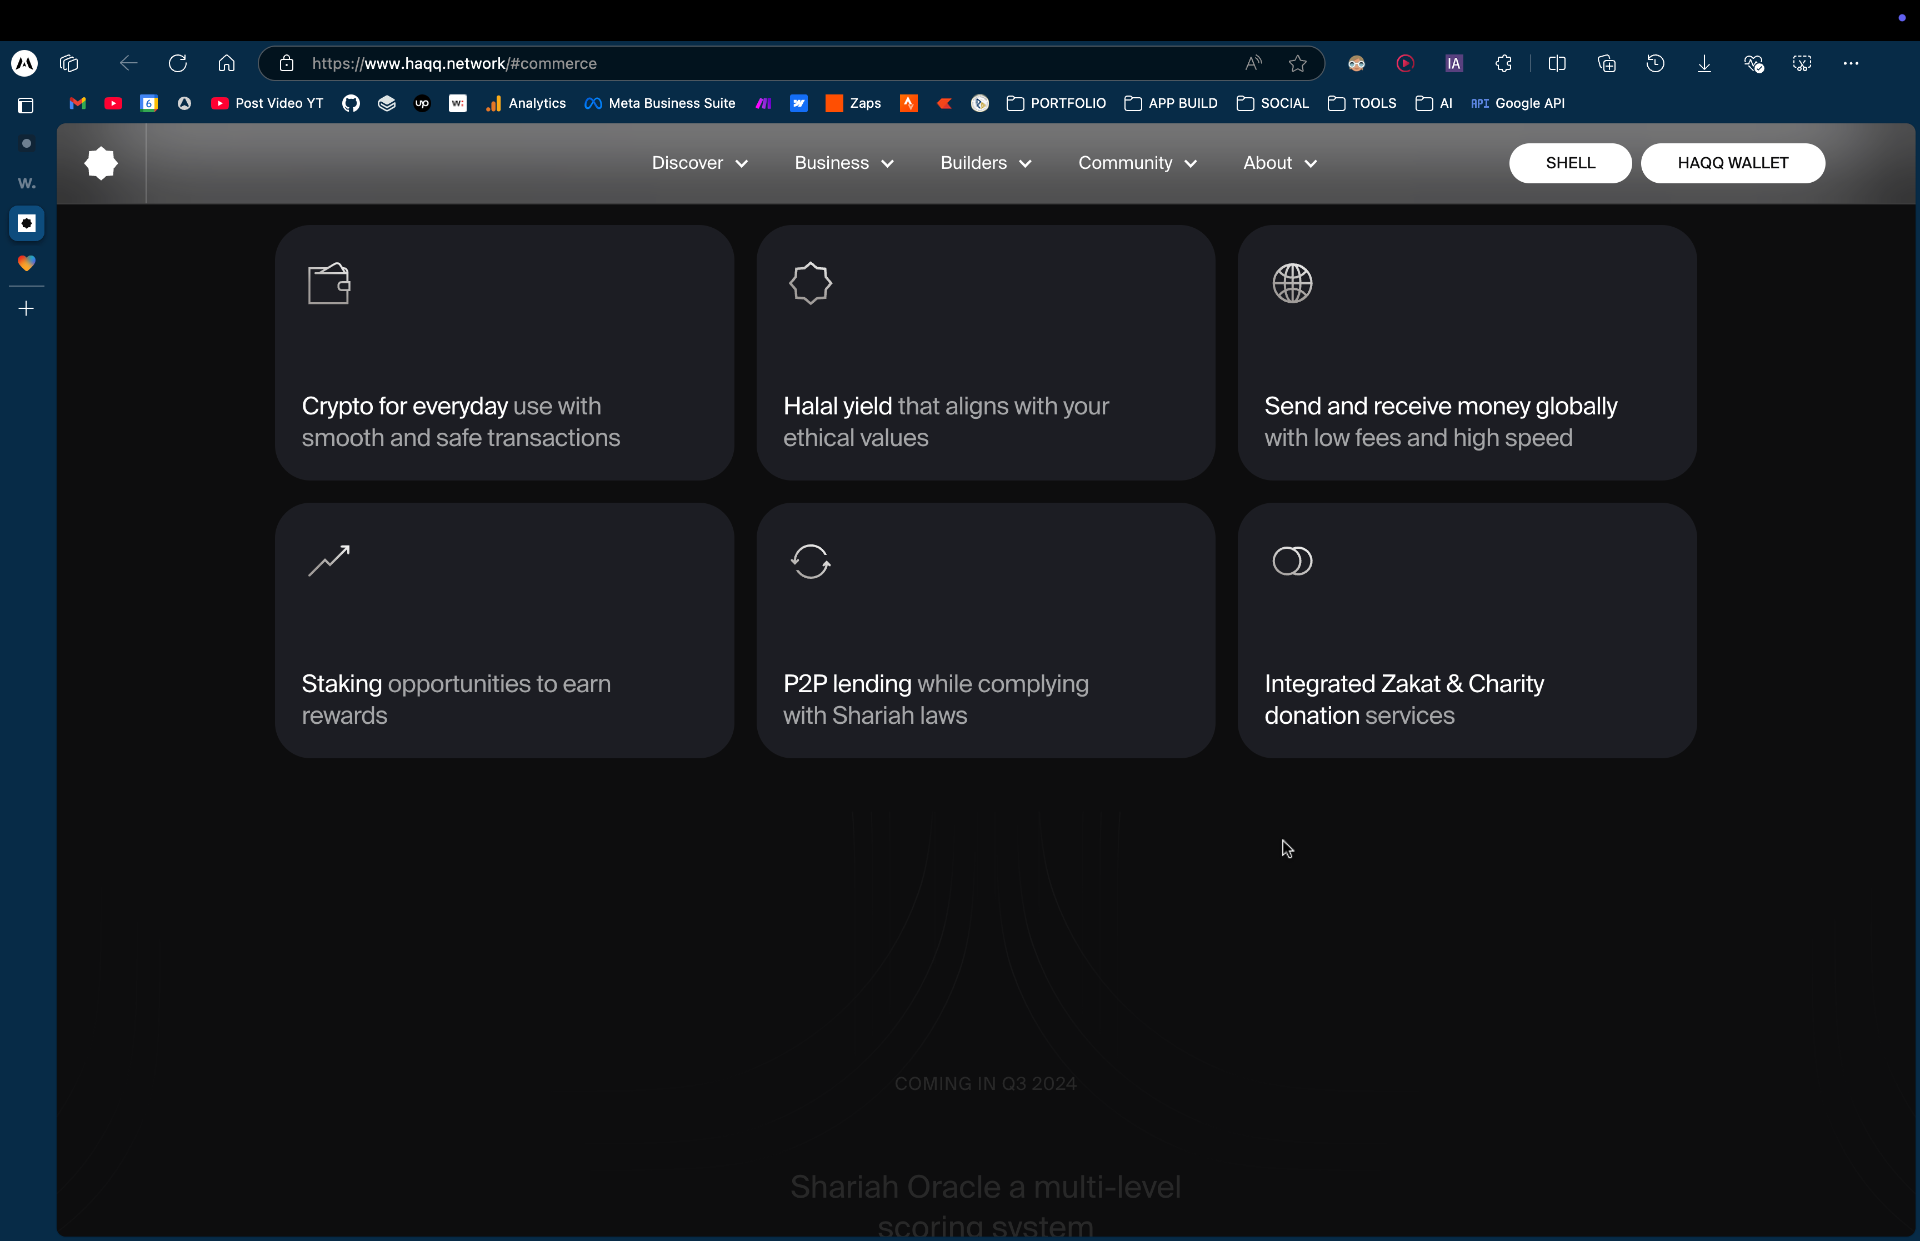 https://www.haqq.network/#commerce
Post Video YT
Analytics
Meta Business Suite
Zaps
PORTFOLIO
APP BUILD
SOCIAL
TOOLS
AI
API Google API
6
up
w:
IA
W.
Discover
Business
Builders
Community
About
SHELL
HAQQ WALLET
Crypto for everyday use with
smooth and safe transactions
Halal yield that aligns with your
ethical values
Send and receive money globally
with low fees and high speed
Staking opportunities to earn
rewards
P2P lending while complying
with Shariah laws
Integrated Zakat & Charity
donation services
COMING IN Q3 2024
Shariah Oracle a multi-level
scoring system